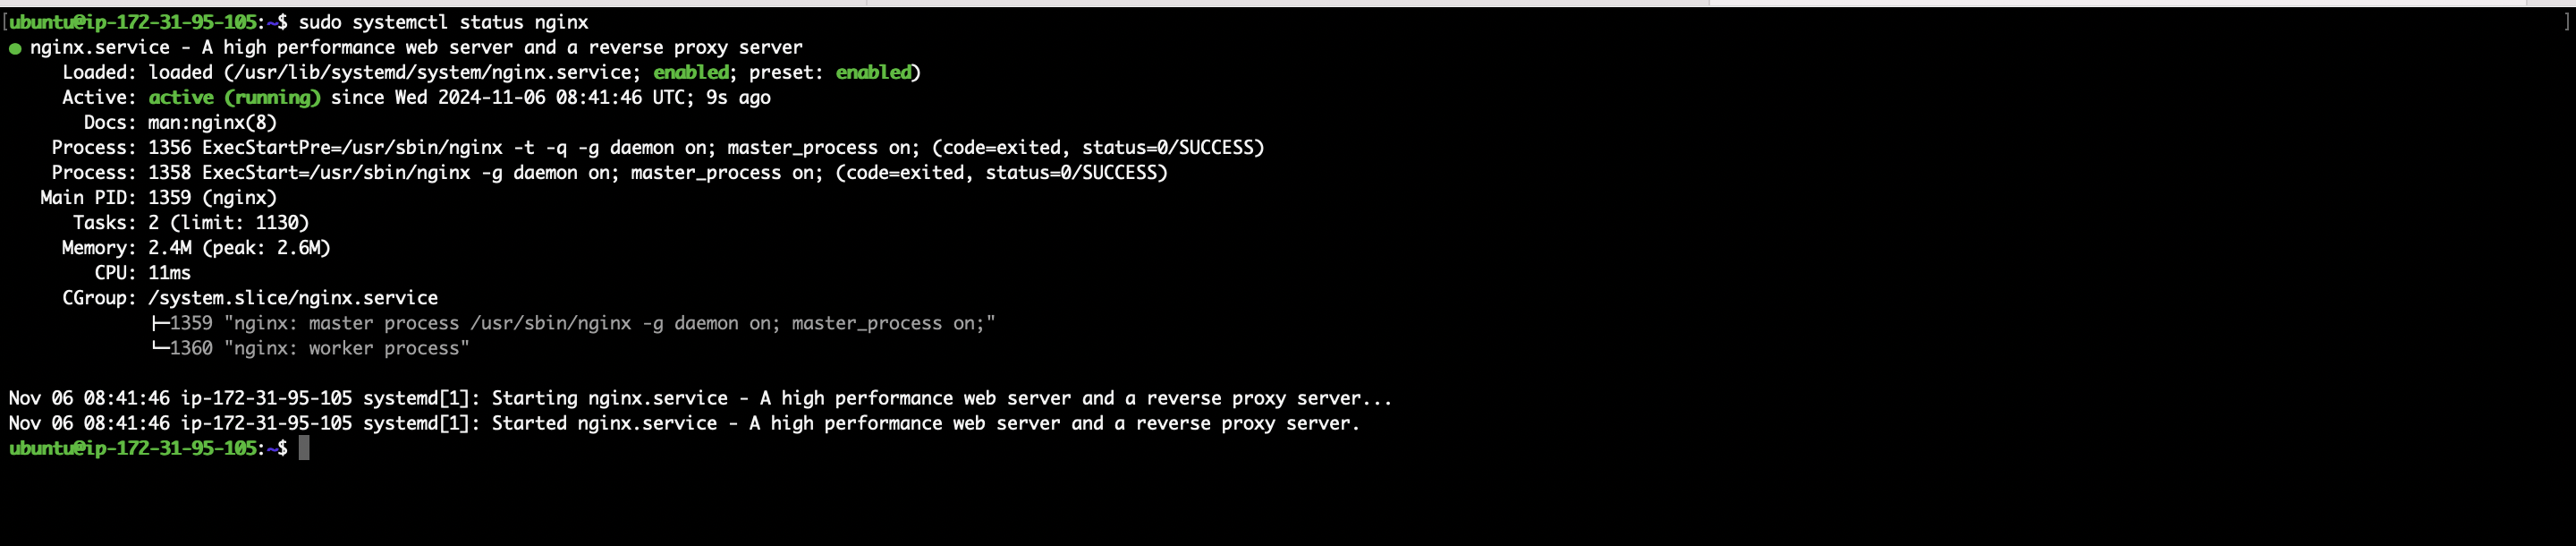 [ubuntu@ip-172-31-95-105:~$ sudo systemctl status nginx ]
● nginx.service - A high performance web server and a reverse proxy server
     Loaded: loaded (/usr/lib/systemd/system/nginx.service; enabled; preset: enabled)
     Active: active (running) since Wed 2024-11-06 08:41:46 UTC; 9s ago
       Docs: man:nginx(8)
    Process: 1356 ExecStartPre=/usr/sbin/nginx -t -q -g daemon on; master_process on; (code=exited, status=0/SUCCESS)
    Process: 1358 ExecStart=/usr/sbin/nginx -g daemon on; master_process on; (code=exited, status=0/SUCCESS)
   Main PID: 1359 (nginx)
      Tasks: 2 (limit: 1130)
     Memory: 2.4M (peak: 2.6M)
        CPU: 11ms
     CGroup: /system.slice/nginx.service
             ├─1359 "nginx: master process /usr/sbin/nginx -g daemon on; master_process on;"
             └─1360 "nginx: worker process"

Nov 06 08:41:46 ip-172-31-95-105 systemd[1]: Starting nginx.service - A high performance web server and a reverse proxy server...
Nov 06 08:41:46 ip-172-31-95-105 systemd[1]: Started nginx.service - A high performance web server and a reverse proxy server.
ubuntu@ip-172-31-95-105:~$